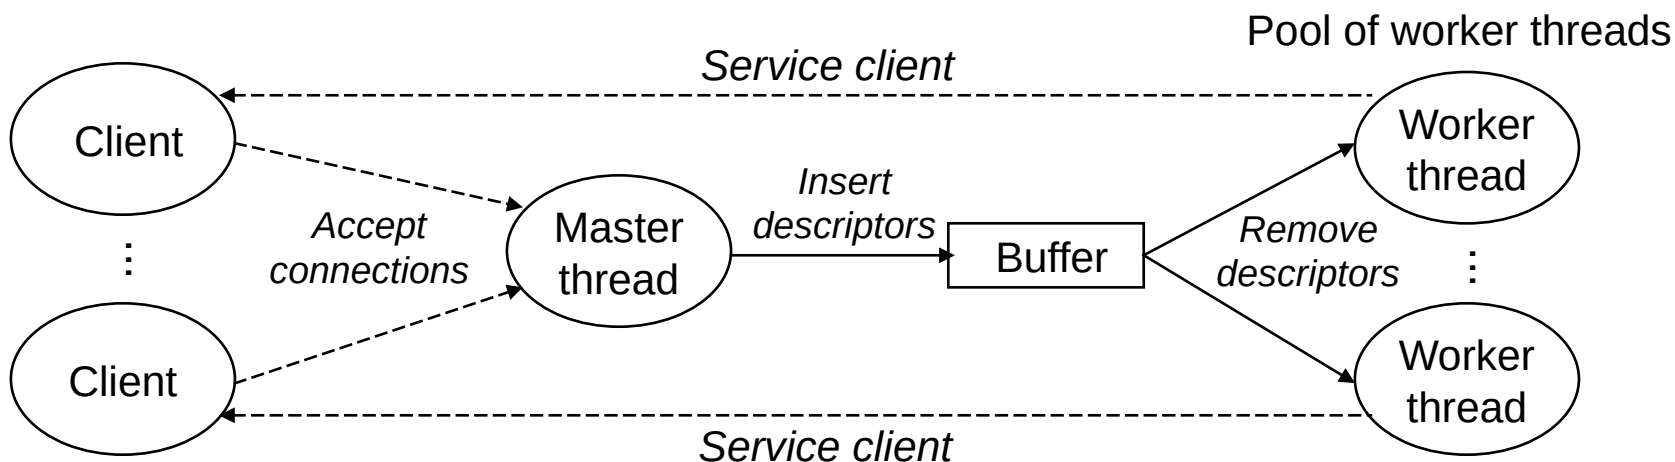 Pool of worker threads
Service client
Client
Worker
thread
Insert
descriptors
Accept
connections
Master
thread
Buffer
Remove
descriptors
...
...
Client
Worker
thread
Service client